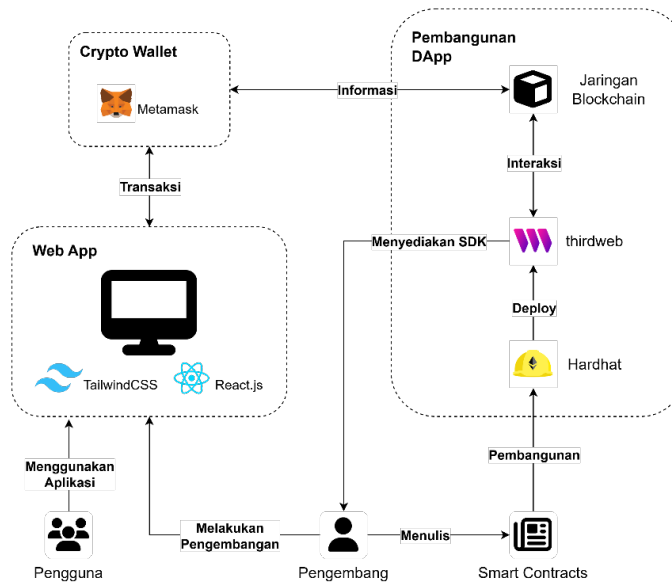 Crypto Wallet
Metamask
Informasi
Pembangunan
DApp
Jaringan
Blockchain
Transaksi
Interaksi
Web App
Menyediakan SDK
thirdweb
Deploy
TailwindCSS
React.js
Hardhat
Menggunakan
Aplikasi
Pembangunan
Melakukan
Pengembangan
Menulis
Pengguna
Pengembang
Smart Contracts